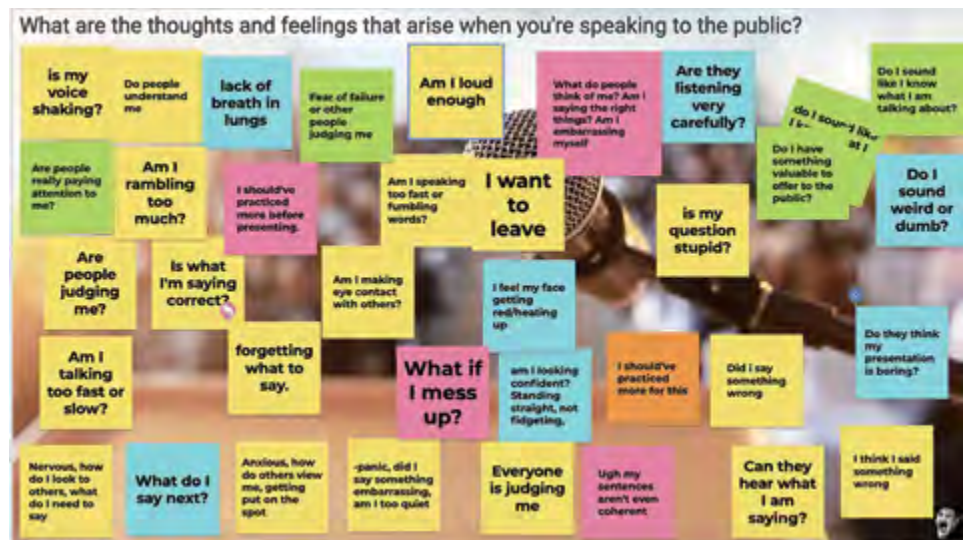 What are the thoughts and feelings that arise when you're speaking to the public?
is my
voice
shaking?
Do people
understand
me
lack of
breath in
lungs
Fear of failure
or other
people
judging me
Am I loud
enough
What do people
think of me? Am I
saying the right
things? Am I
embarrassing
myself
Are they
listening
very
carefully?
do I sound like
at I
Do I sound
like I know
what I am
talking about?
Are people
really paying
attention to
me?
Am I
rambling
too
much?
I should've
practiced
more before
presenting.
Am I speaking
too fast or
fumbling
words?
I want
to
leave
is my
question
stupid?
Do I have
something
valuable to
offer to the
public?
Do I
sound
weird or
dumb?
Are
people
judging
me?
Is what
I'm saying
correct?
Am I making
eye contact
with others?
I feel my face
getting
red/heating
up
Do they think
my
presentation
is boring?
Am I
talking
too fast or
slow?
forgetting
what to
say.
What if
I mess
up?
am I looking
confident?
Standing
straight, not
fidgeting,
I should've
practiced
more for this
Did i say
something
wrong
Nervous, how
do I look to
others, what
do I need to
say
What do I
say next?
Anxious, how
do others view
me, getting
put on the
spot
-panic, did I
say something
embarrassing,
am I too quiet
Everyone
is judging
me
Ugh my
sentences
aren't even
coherent
Can they
hear what
I am
saying?
I think I said
something
wrong